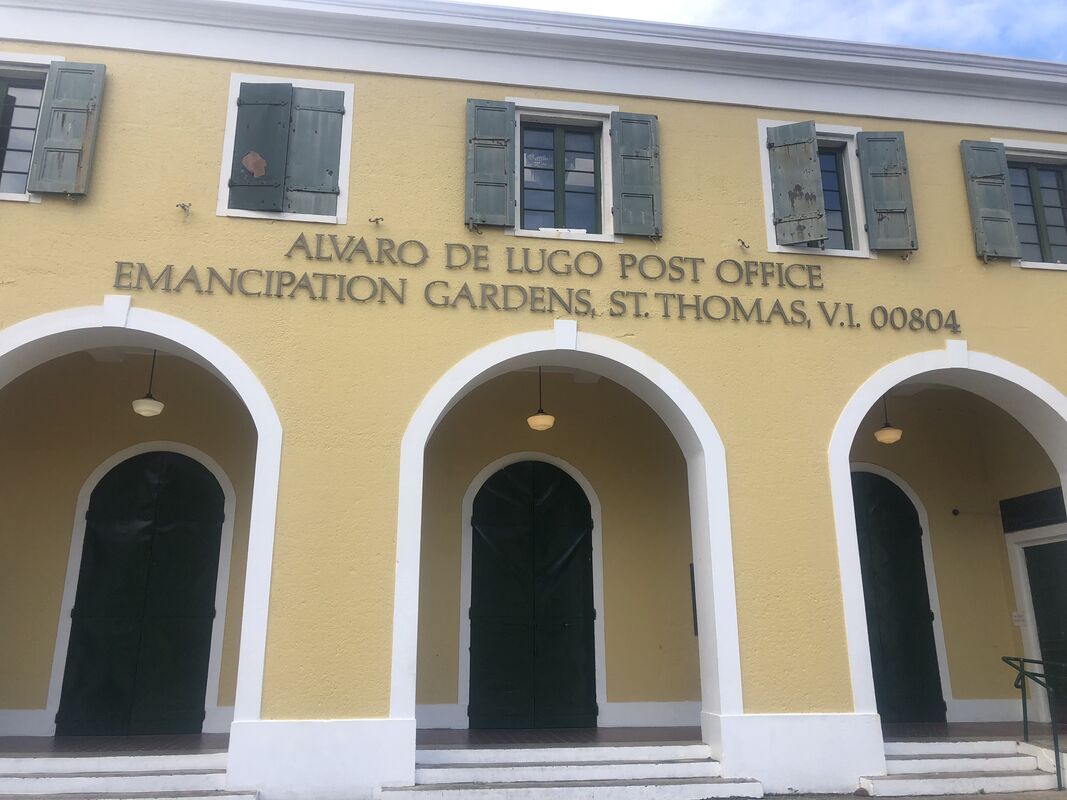 ALVARO DE LUGO POST OFFICE
EMANCIPATION GARDENS, ST. THOMAS, V.I. 00804